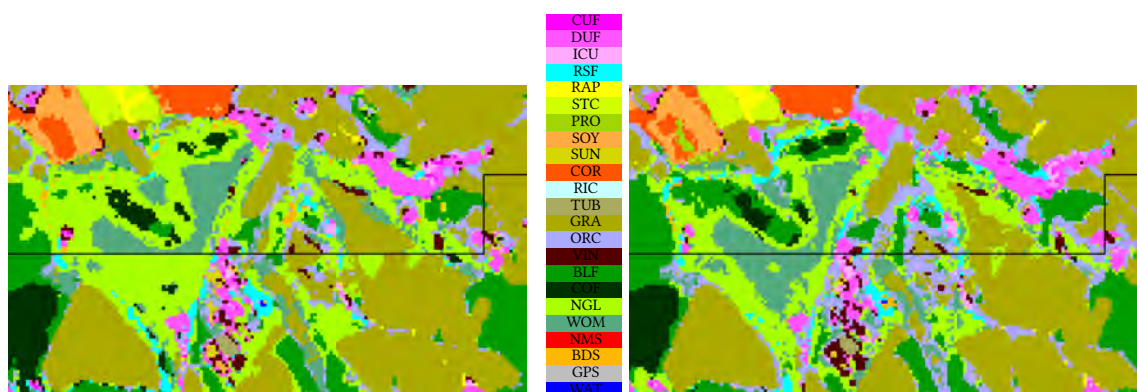 CUF
DUF
ICU
RSF
RAP
STC
PRO
SOY
SUN
COR
RIC
TUB
GRA
ORC
VIN
BLF
COF
NGL
WOM
NMS
BDS
GPS
WAT